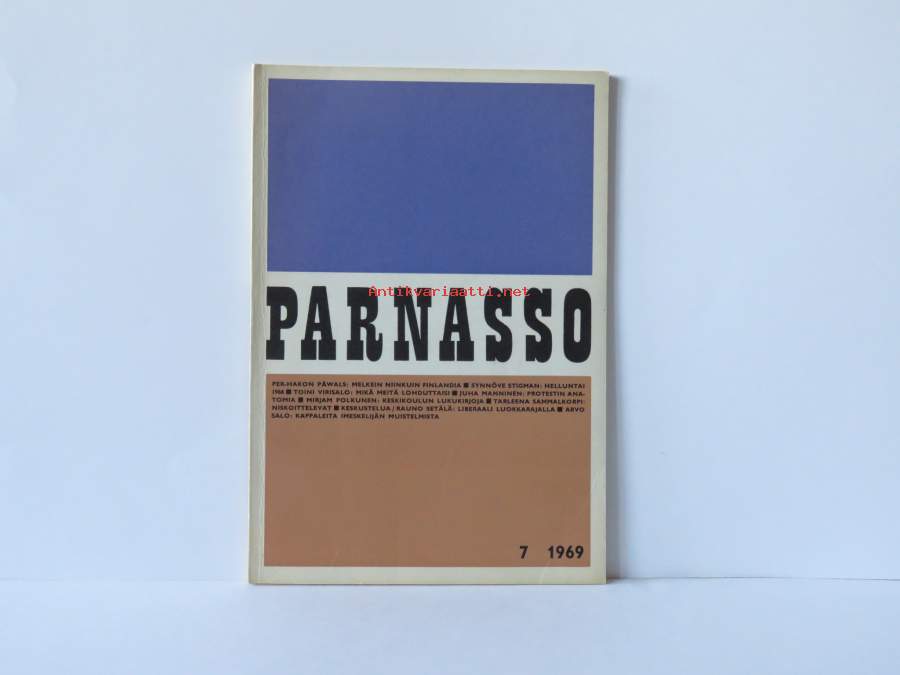 Antikvariaatti.net
PARNASSO
PER-HAKON PÅWALS: MELKEIN NIINKUIN FINLANDIA ■ SYNNÖVE STIGMAN: HELLUNTAI
1968 ■ TOINI VIRISALO: MIKÄ MEITÄ LOHDUTTAISI ■ JUHA MANNINEN: PROTESTIN ANA-
TOMIA ■ MIRJAM POLKUNEN: KESKIKOULUN LUKUKIRJOJA ■ TARLEENA SAMMALKORPI:
NISKOITTELEVAT ■ KESKUSTELUA / RAUNO SETÄLÄ: LIBERAALI LUOKKARAJALLA ■ ARVO
SALO: KAPPALEITA IMESKELIJÄN MUISTELMISTA
7 1969